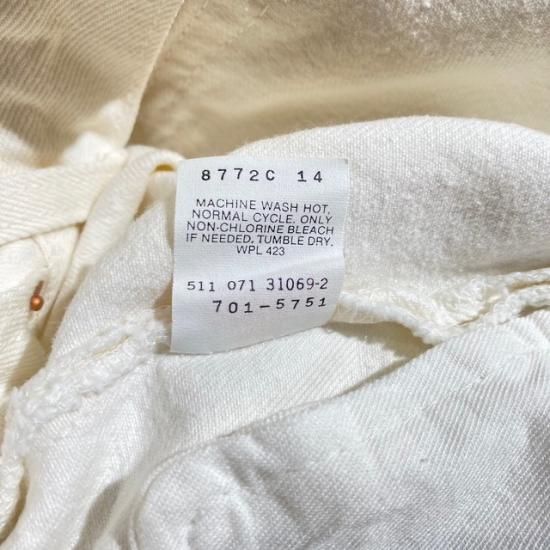 8772C 14
MACHINE WASH HOT,
NORMAL CYCLE. ONLY
NON-CHLORINE BLEACH
IF NEEDED. TUMBLE DRY.
WPL 423
511 071 31069-2
701-5751